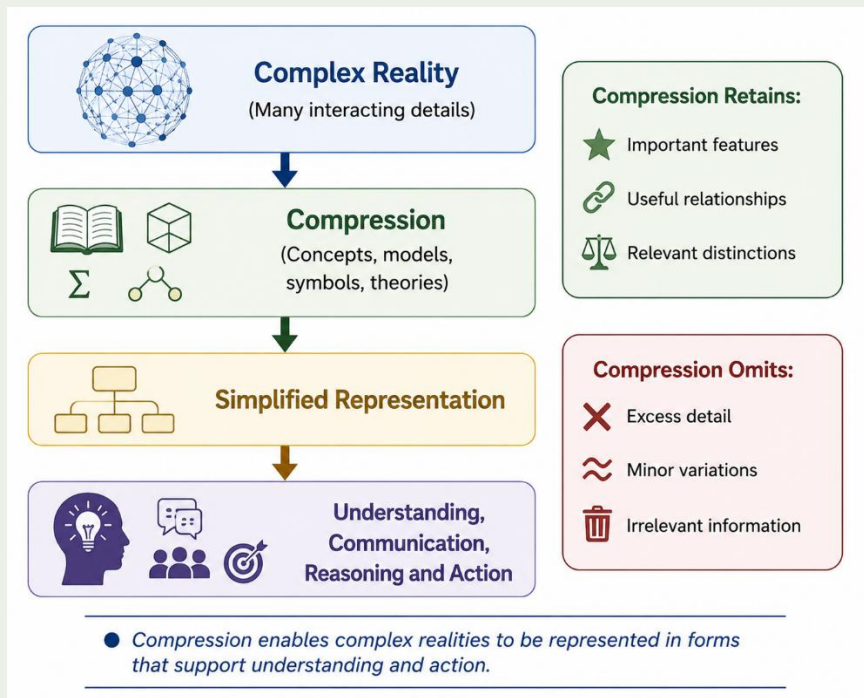 Complex Reality
(Many interacting details)
Compression
(Concepts, models,
symbols, theories)
Σ
Simplified Representation
Understanding,
Communication,
Reasoning and Action
Compression Retains:
Important features
Useful relationships
Relevant distinctions
Compression Omits:
Excess detail
Minor variations
Irrelevant information
● Compression enables complex realities to be represented in forms
that support understanding and action.